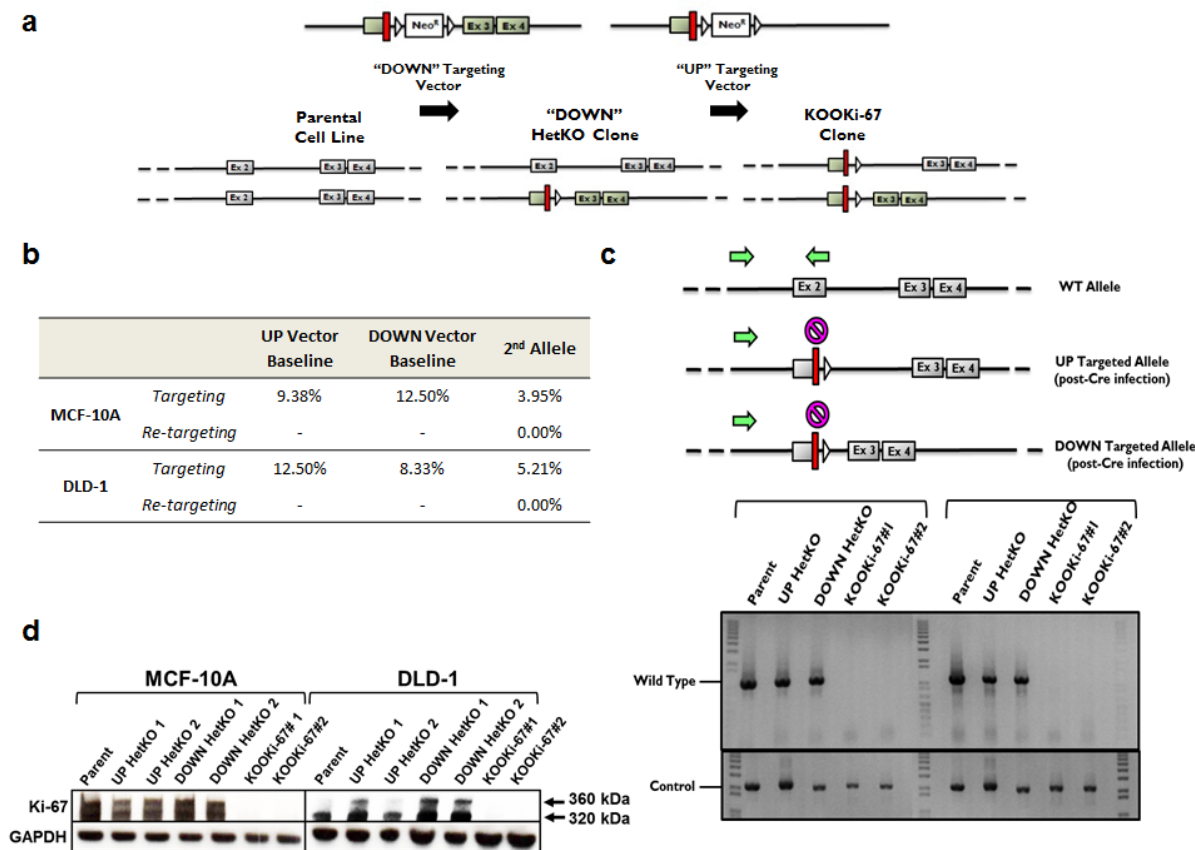 a
Neoᴿ Ex 3 Ex 4
Neoᴿ
"DOWN" Targeting
Vector
"UP" Targeting
Vector
Parental
Cell Line
"DOWN"
HetKO Clone
KOOKi-67
Clone
Ex 2 Ex 3 Ex 4
Ex 2 Ex 3 Ex 4
Ex 3 Ex 4
Ex 2 Ex 3 Ex 4
Ex 3 Ex 4
Ex 3 Ex 4
b
UP Vector
Baseline
DOWN Vector
Baseline
2nd Allele
MCF-10A
Targeting 9.38% 12.50% 3.95%
Re-targeting - - 0.00%
DLD-1
Targeting 12.50% 8.33% 5.21%
Re-targeting - - 0.00%
c
Ex 2 Ex 3 Ex 4
WT Allele
Ex 3 Ex 4
UP Targeted Allele
(post-Cre infection)
Ex 3 Ex 4
DOWN Targeted Allele
(post-Cre infection)
Parent
UP HetKO
DOWN HetKO
KOOKi-67#1
KOOKi-67#2
Parent
UP HetKO
DOWN HetKO
KOOKi-67#1
KOOKi-67#2
Wild Type
Control
d
MCF-10A
DLD-1
Parent
UP HetKO 1
UP HetKO 2
DOWN HetKO 1
DOWN HetKO 2
KOOKi-67# 1
KOOKi-67#2
Parent
UP HetKO 1
UP HetKO 2
DOWN HetKO 1
DOWN HetKO 2
KOOKi-67#1
KOOKi-67#2
Ki-67
360 kDa
320 kDa
GAPDH